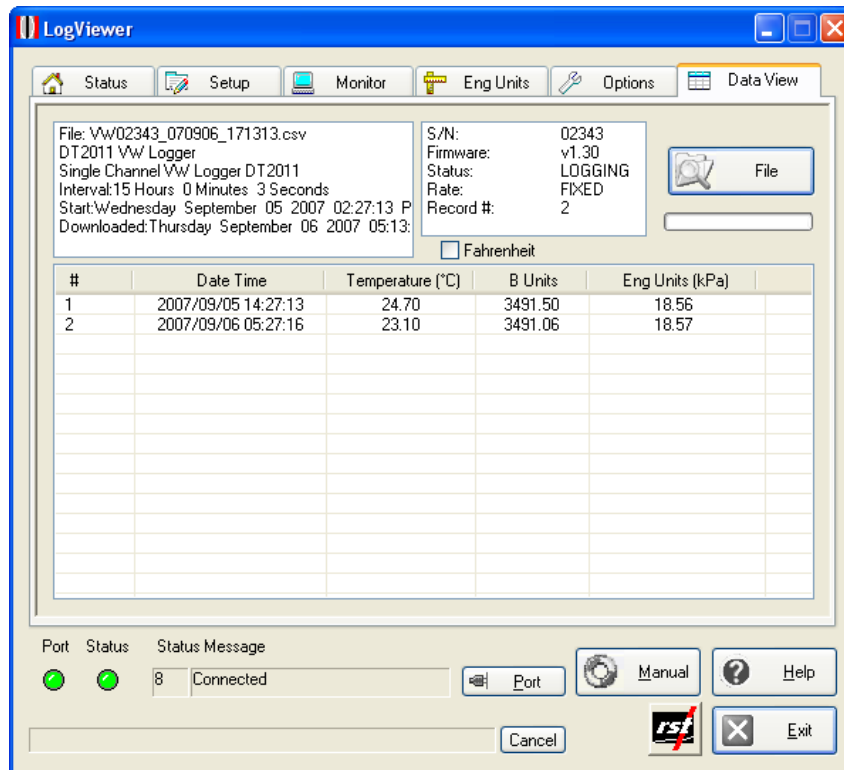 LogViewer
Status Setup Monitor Eng Units Options Data View
File: VW02343_070906_171313.csv
DT2011 VW Logger
Single Channel VW Logger DT2011
Interval:15 Hours 0 Minutes 3 Seconds
Start:Wednesday September 05 2007 02:27:13 P
Downloaded:Thursday September 06 2007 05:13:
S/N: 02343
Firmware: v1.30
Status: LOGGING
Rate: FIXED
Record #: 2
File
Fahrenheit
# Date Time Temperature (°C) B Units Eng Units (kPa)
1 2007/09/05 14:27:13 24.70 3491.50 18.56
2 2007/09/06 05:27:16 23.10 3491.06 18.57
Port Status Status Message
8 Connected
Port
Manual
Help
Cancel
rst
Exit